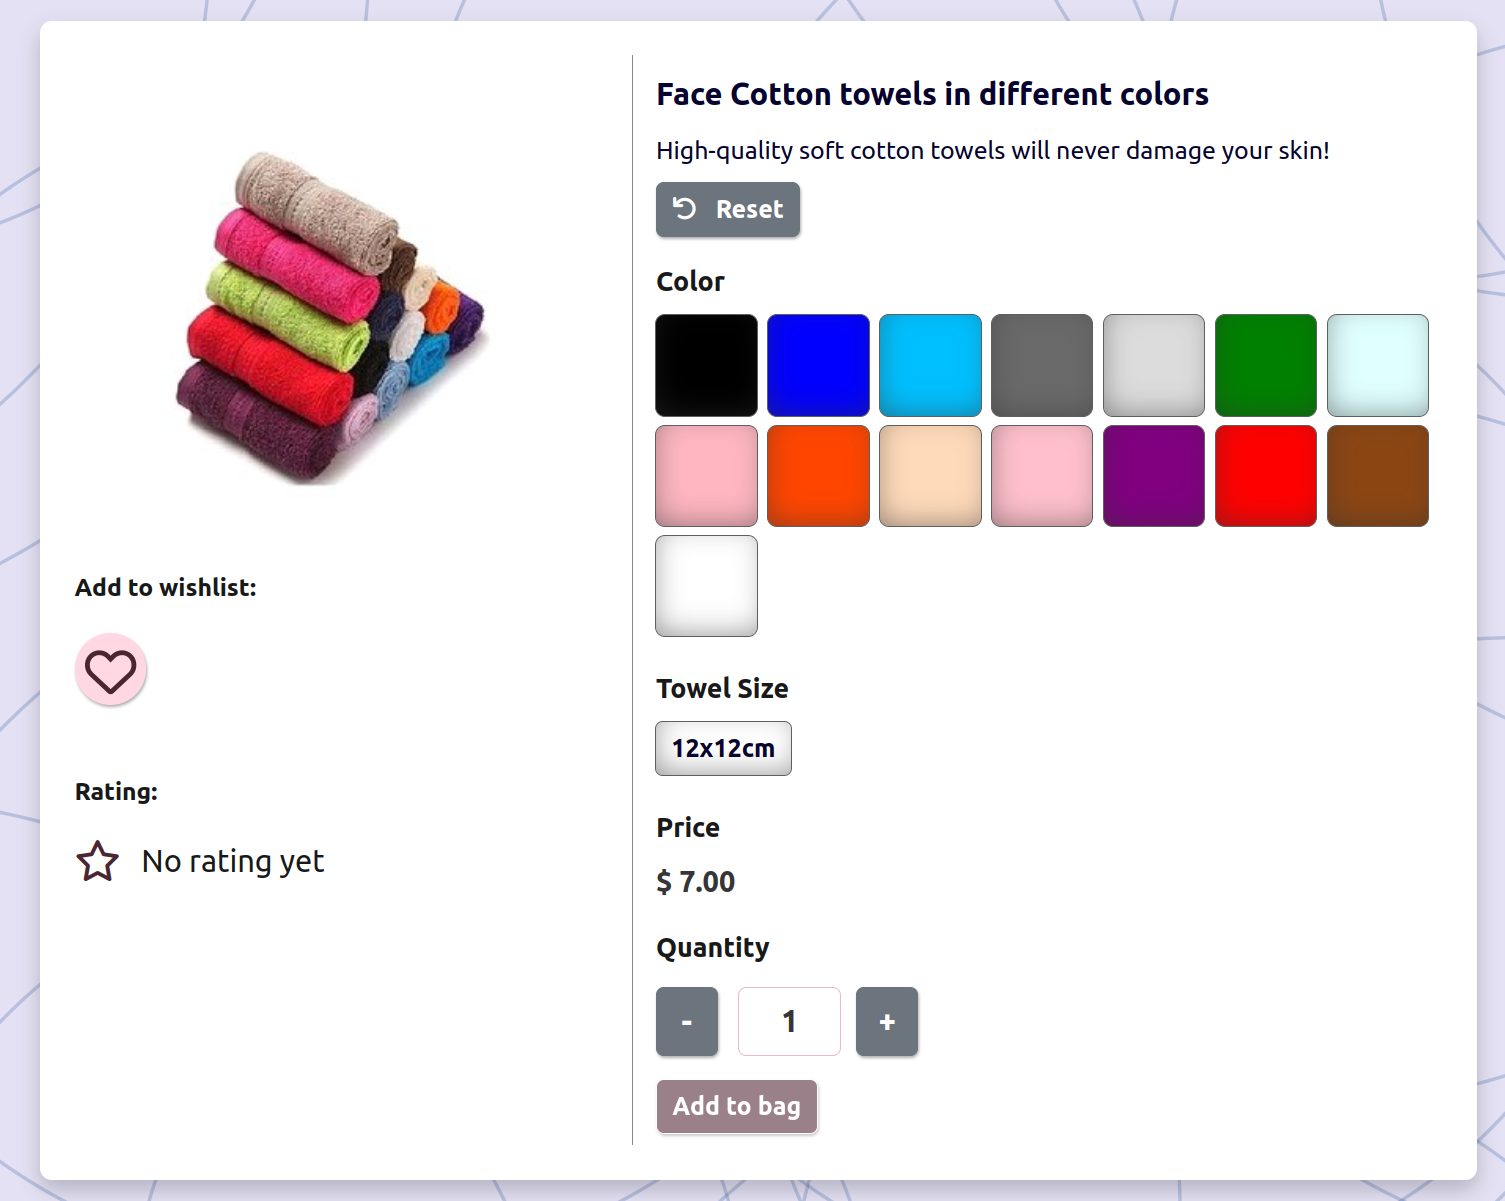 Face Cotton towels in different colors
High-quality soft cotton towels will never damage your skin!
Reset
Color
Towel Size
12x12cm
Price
$ 7.00
Quantity
- 1 +
Add to bag
Add to wishlist:
Rating:
No rating yet